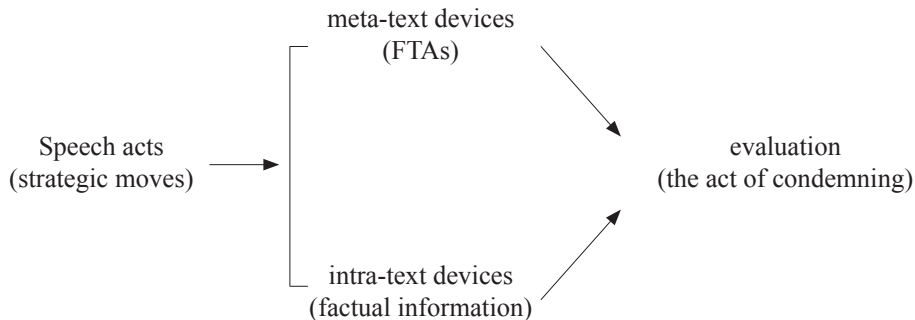 meta-text devices
(FTAs)
Speech acts
(strategic moves)
evaluation
(the act of condemning)
intra-text devices
(factual information)